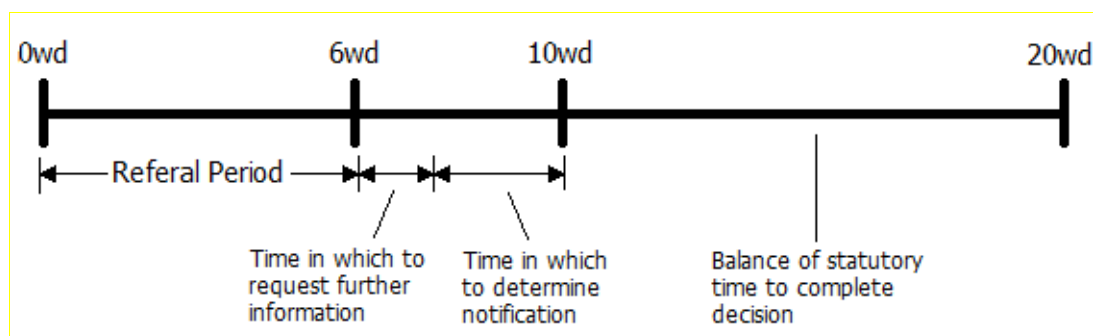 0wd 6wd 10wd 20wd
Referal Period
Time in which to
request further
information
Time in which
to determine
notification
Balance of statutory
time to complete
decision